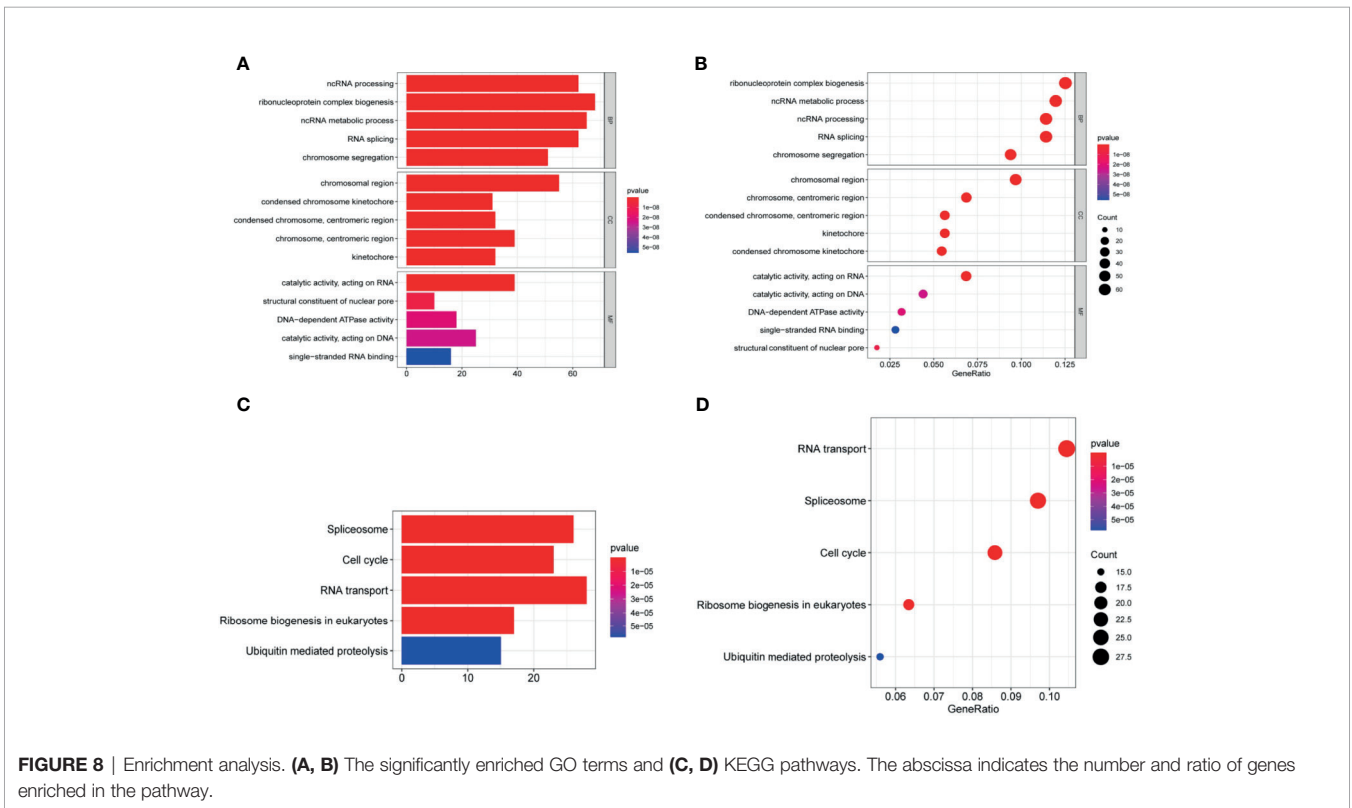 A
ncRNA processing
ribonucleoprotein complex biogenesis
ncRNA metabolic process
RNA splicing
chromosome segregation
BP
chromosomal region
condensed chromosome kinetochore
condensed chromosome, centromeric region
chromosome, centromeric region
kinetochore
CC
catalytic activity, acting on RNA
structural constituent of nuclear pore
DNA−dependent ATPase activity
catalytic activity, acting on DNA
single−stranded RNA binding
MF
0 20 40 60
pvalue
1e−08
2e−08
3e−08
4e−08
5e−08
B
ribonucleoprotein complex biogenesis
ncRNA metabolic process
ncRNA processing
RNA splicing
chromosome segregation
BP
chromosomal region
chromosome, centromeric region
condensed chromosome, centromeric region
kinetochore
condensed chromosome kinetochore
CC
catalytic activity, acting on RNA
catalytic activity, acting on DNA
DNA−dependent ATPase activity
single−stranded RNA binding
structural constituent of nuclear pore
MF
0.025 0.050 0.075 0.100 0.125
GeneRatio
pvalue
1e−08
2e−08
3e−08
4e−08
5e−08
Count
10
20
30
40
50
60
C
Spliceosome
Cell cycle
RNA transport
Ribosome biogenesis in eukaryotes
Ubiquitin mediated proteolysis
0 10 20
pvalue
1e−05
2e−05
3e−05
4e−05
5e−05
D
RNA transport
Spliceosome
Cell cycle
Ribosome biogenesis in eukaryotes
Ubiquitin mediated proteolysis
0.06 0.07 0.08 0.09 0.10
GeneRatio
pvalue
1e−05
2e−05
3e−05
4e−05
5e−05
Count
15.0
17.5
20.0
22.5
25.0
27.5
FIGURE 8 | Enrichment analysis. (A, B) The significantly enriched GO terms and (C, D) KEGG pathways. The abscissa indicates the number and ratio of genes
enriched in the pathway.